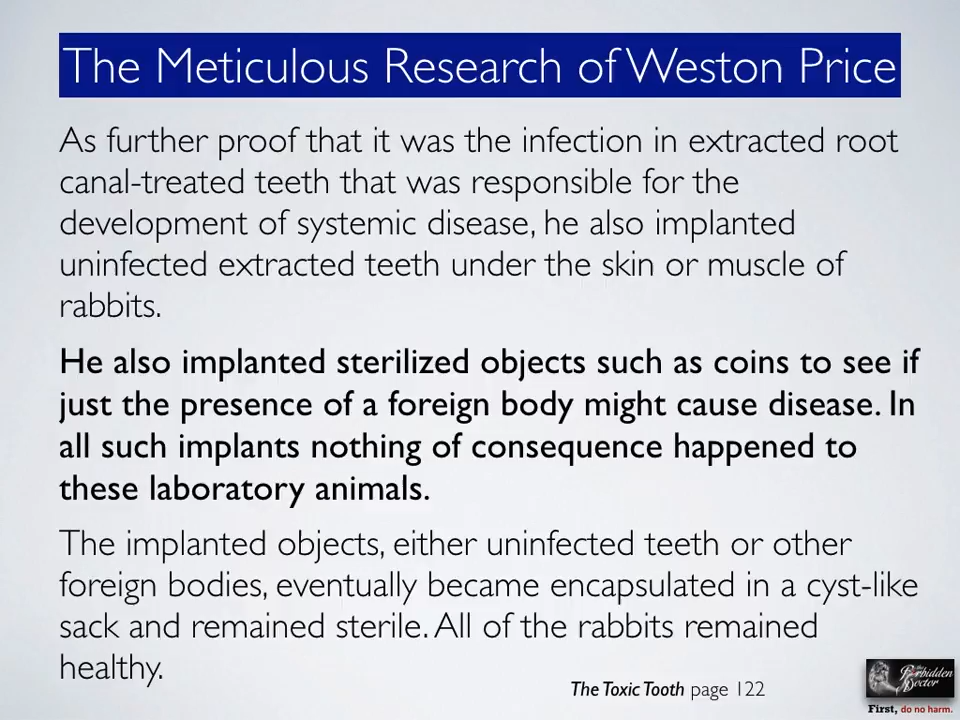 The Meticulous Research of Weston Price
As further proof that it was the infection in extracted root
canal-treated teeth that was responsible for the
development of systemic disease, he also implanted
uninfected extracted teeth under the skin or muscle of
rabbits.
He also implanted sterilized objects such as coins to see if
just the presence of a foreign body might cause disease. In
all such implants nothing of consequence happened to
these laboratory animals.
The implanted objects, either uninfected teeth or other
foreign bodies, eventually became encapsulated in a cyst-like
sack and remained sterile. All of the rabbits remained
healthy.
The Toxic Tooth page 122
the
Forbidden
Doctor
First, do no harm.